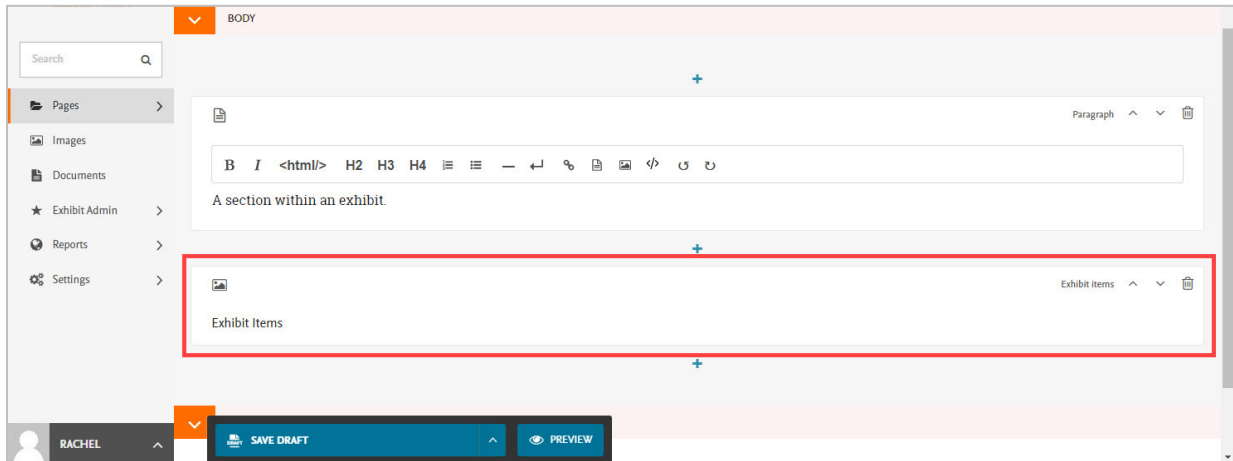 BODY
Search
Pages
Images
Documents
Exhibit Admin
Reports
Settings
Paragraph
B I <html/> H2 H3 H4
A section within an exhibit.
Exhibit items
Exhibit Items
RACHEL
DRAFT SAVE DRAFT
PREVIEW